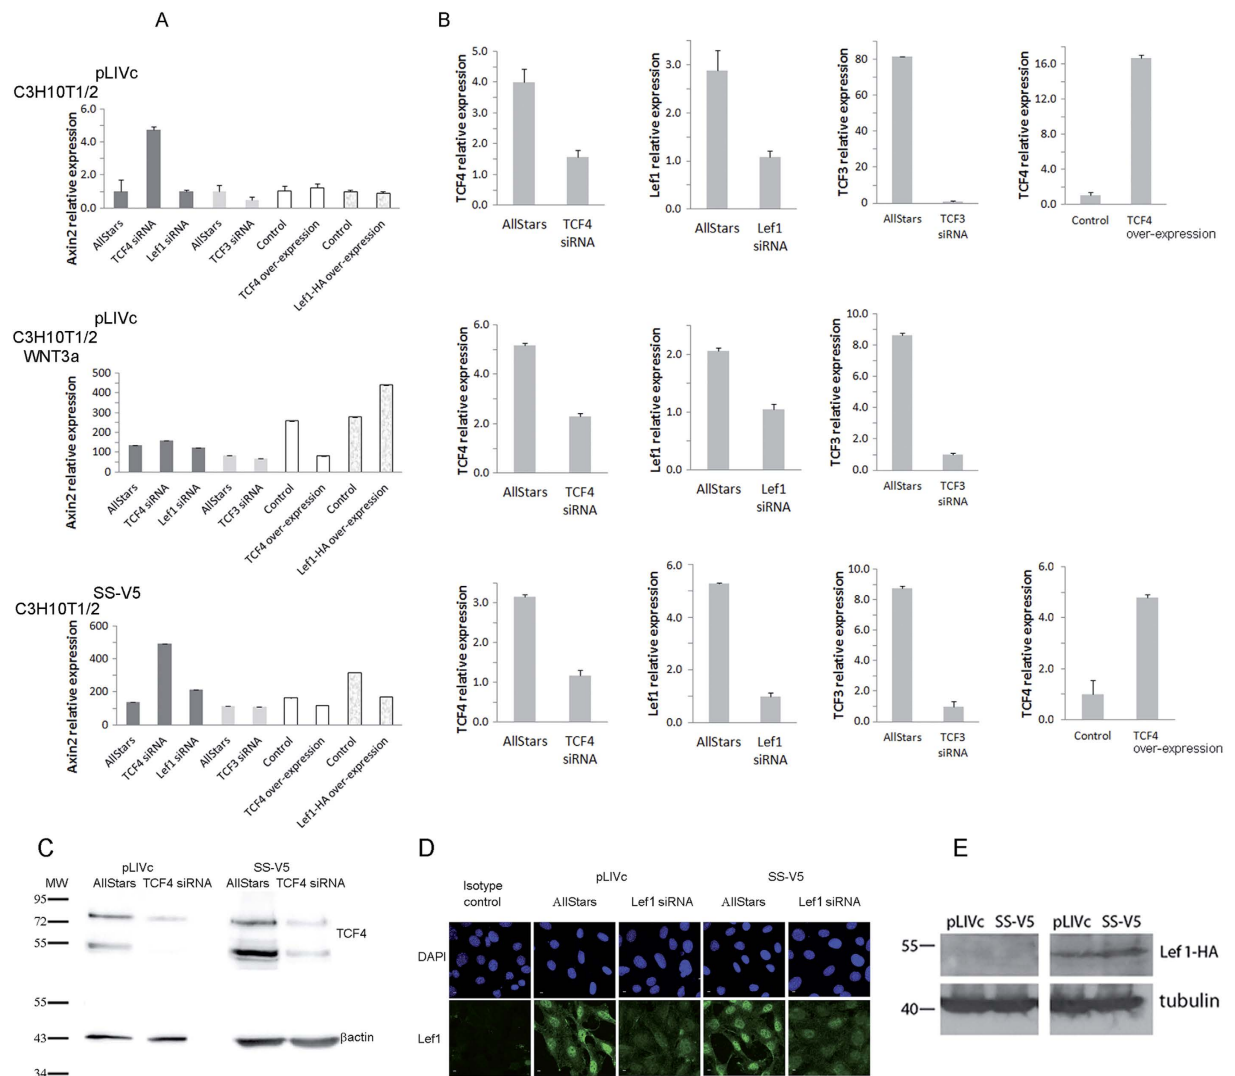 A
B
pLIVc
C3H10T1/2
Axin2 relative expression
6.0
4.0
2.0
0.0
AllStars
TCF4 siRNA
Lef1 siRNA
AllStars
TCF3 siRNA
Control
TCF4 over-expression
Control
Lef1-HA over-expression
TCF4 relative expression
5.0
4.0
3.0
2.0
1.0
0.0
AllStars
TCF4
siRNA
Lef1 relative expression
3.0
2.0
1.0
0.0
AllStars
Lef1
siRNA
TCF3 relative expression
80
60
40
20
0
AllStars
TCF3
siRNA
TCF4 relative expression
16.0
12.0
8.0
4.0
0.0
Control
TCF4
over-expression
pLIVc
C3H10T1/2
WNT3a
Axin2 relative expression
500
400
300
200
100
0
AllStars
TCF4 siRNA
Lef1 siRNA
AllStars
TCF3 siRNA
Control
TCF4 over-expression
Control
Lef1-HA over-expression
TCF4 relative expression
6.0
4.0
2.0
0.0
AllStars
TCF4
siRNA
Lef1 relative expression
2.0
1.0
0.0
AllStars
Lef1
siRNA
TCF3 relative expression
10.0
8.0
6.0
4.0
2.0
0.0
AllStars
TCF3
siRNA
SS-V5
C3H10T1/2
Axin2 relative expression
600
400
200
0
AllStars
TCF4 siRNA
Lef1 siRNA
AllStars
TCF3 siRNA
Control
TCF4 over-expression
Control
Lef1-HA over-expression
TCF4 relative expression
3.0
2.0
1.0
0.0
AllStars
TCF4
siRNA
Lef1 relative expression
6.0
4.0
2.0
0.0
AllStars
Lef1
siRNA
TCF3 relative expression
10.0
8.0
6.0
4.0
2.0
0.0
AllStars
TCF3
siRNA
TCF4 relative expression
6.0
4.0
2.0
0.0
Control
TCF4
over-expression
C
pLIVc
SS-V5
MW
AllStars
TCF4 siRNA
AllStars
TCF4 siRNA
95
72
55
TCF4
55
43
βactin
34
D
Isotype
control
pLIVc
SS-V5
AllStars
Lef1 siRNA
AllStars
Lef1 siRNA
DAPI
Lef1
E
pLIVc SS-V5
pLIVc SS-V5
55
Lef1-HA
40
tubulin